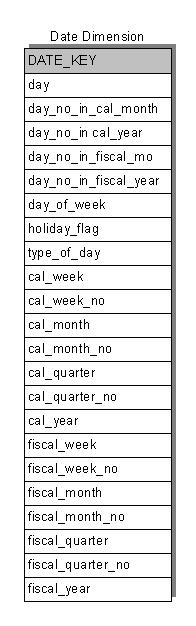 Date Dimension
DATE_KEY
day
day_no_in_cal_month
day_no_in cal_year
day_no_in_fiscal_mo
day_no_in_fiscal_year
day_of_week
holiday_flag
type_of_day
cal_week
cal_week_no
cal_month
cal_month_no
cal_quarter
cal_quarter_no
cal_year
fiscal_week
fiscal_week_no
fiscal_month
fiscal_month_no
fiscal_quarter
fiscal_quarter_no
fiscal_year